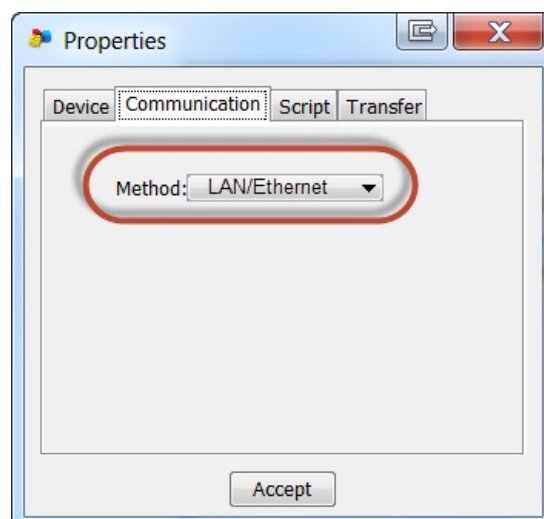 Properties
Device Communication Script Transfer
Method: LAN/Ethernet
Accept